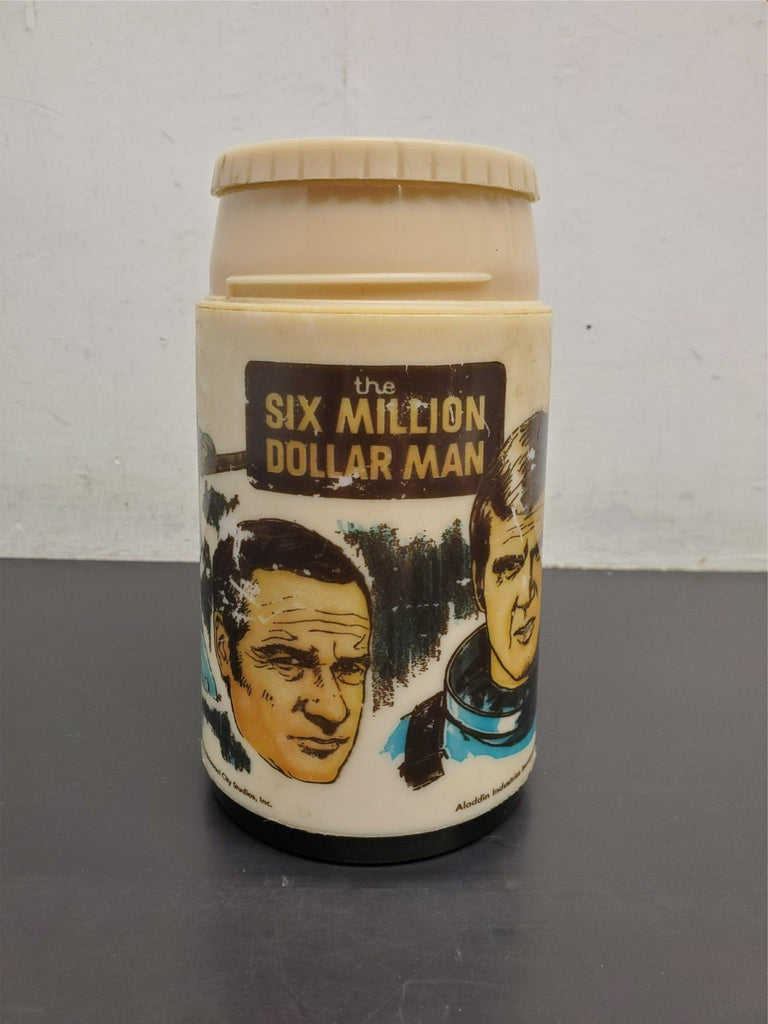 the
SIX MILLION
DOLLAR MAN
City Studios, Inc.
Aladdin Industries